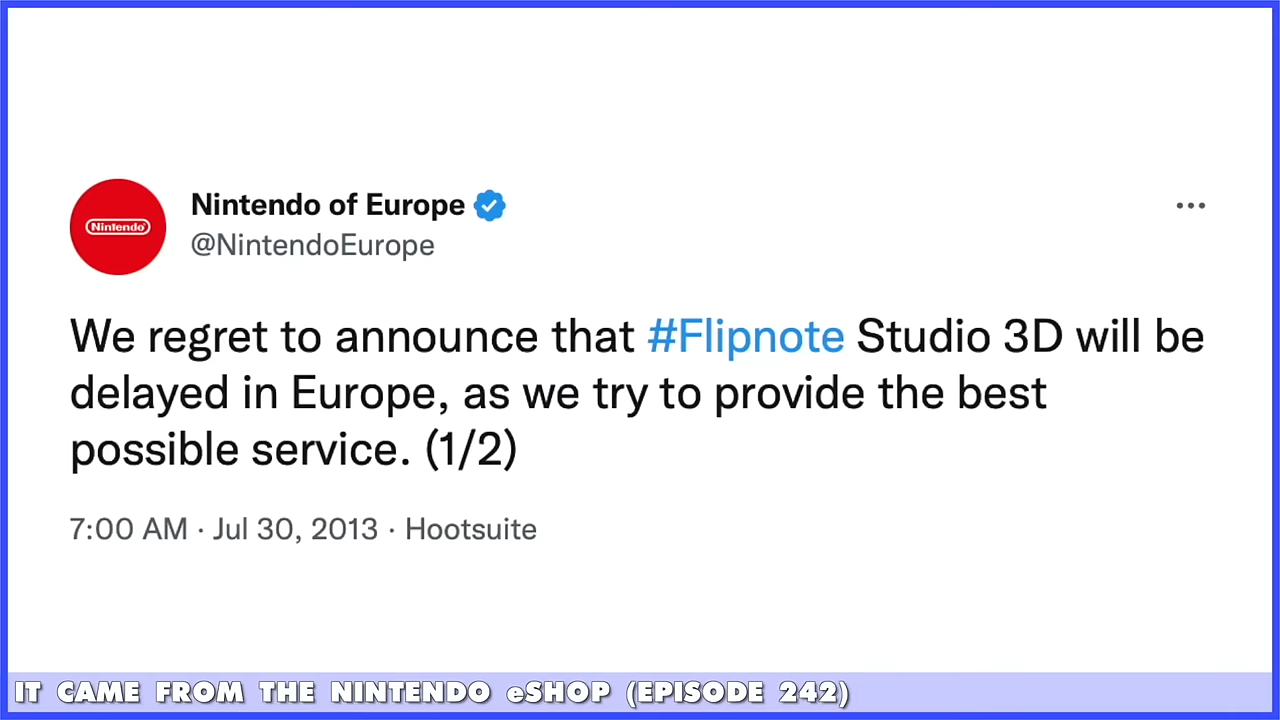 Nintendo
Nintendo of Europe
@NintendoEurope
We regret to announce that #Flipnote Studio 3D will be
delayed in Europe, as we try to provide the best
possible service. (1/2)
7:00 AM · Jul 30, 2013 · Hootsuite
IT CAME FROM THE NINTENDO eSHOP (EPISODE 242)